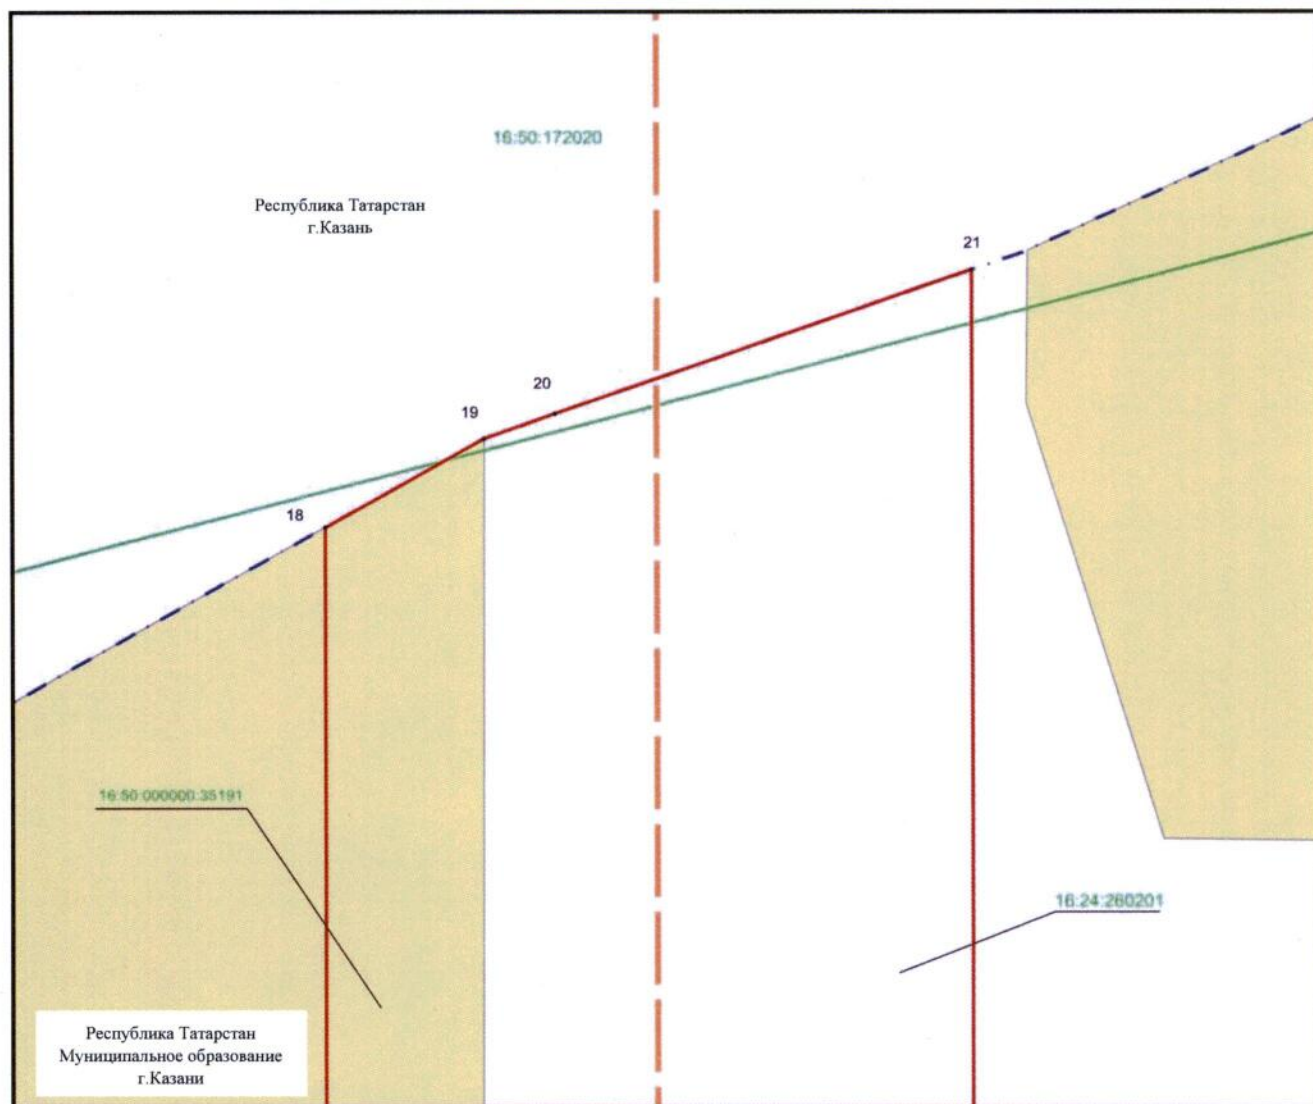 16:50:172020
Республика Татарстан
г.Казань
21
20
19
18
16:50:000000:35191
16:24:260201
Республика Татарстан
Муниципальное образование
г.Казани